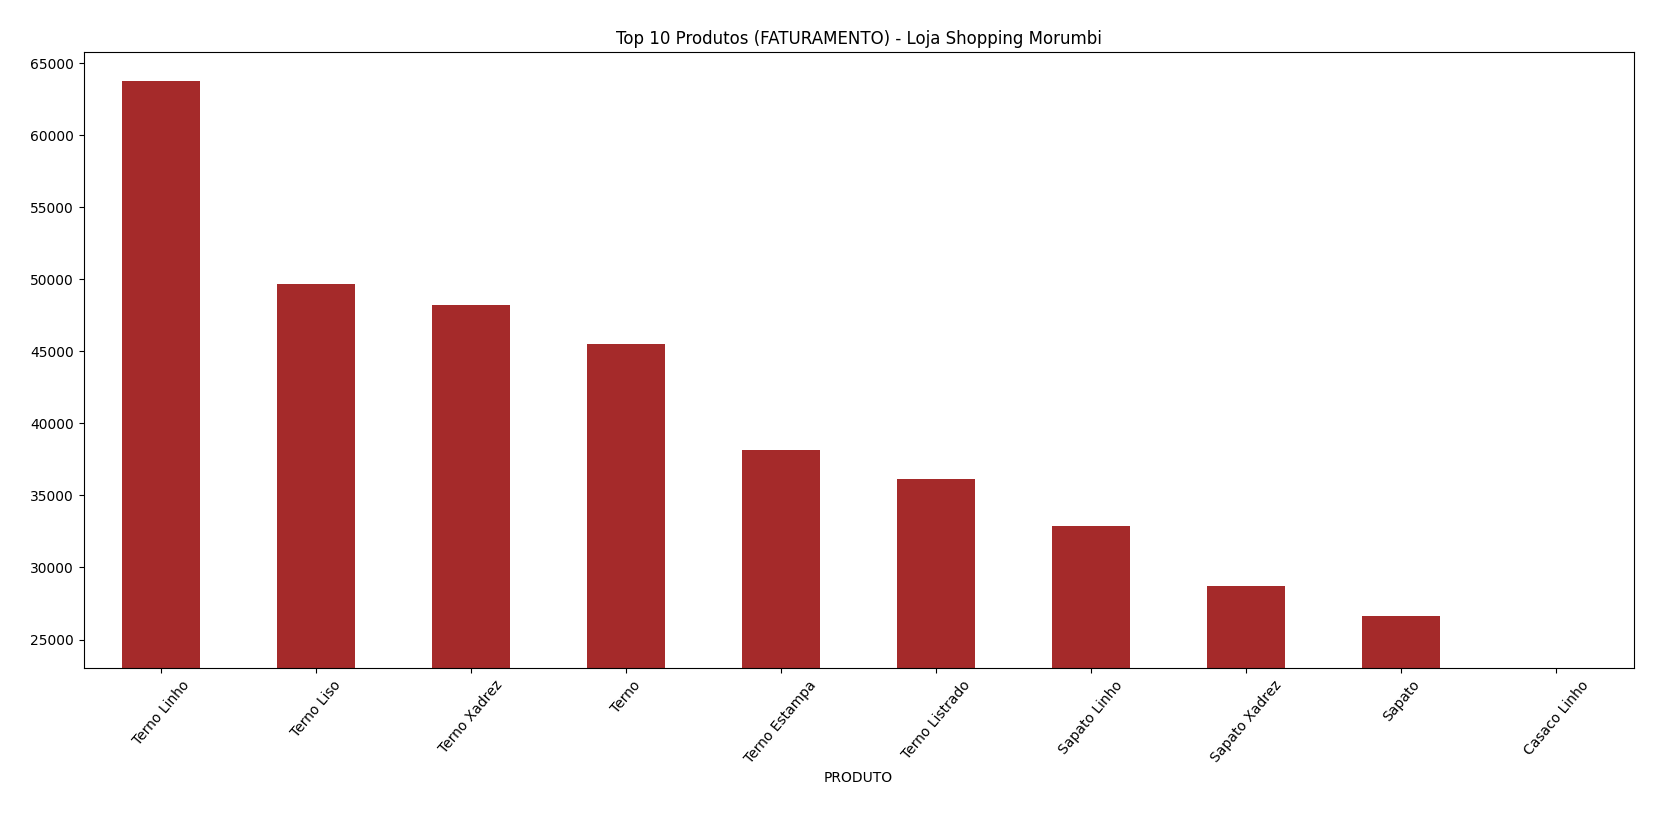 Top 10 Produtos (FATURAMENTO) - Loja Shopping Morumbi
65000
60000
55000
50000
45000
40000
35000
30000
25000
Terno Linho
Terno Liso
Terno Xadrez
Terno
Terno Estampa
Terno Listrado
Sapato Linho
Sapato Xadrez
Sapato
Casaco Linho
PRODUTO